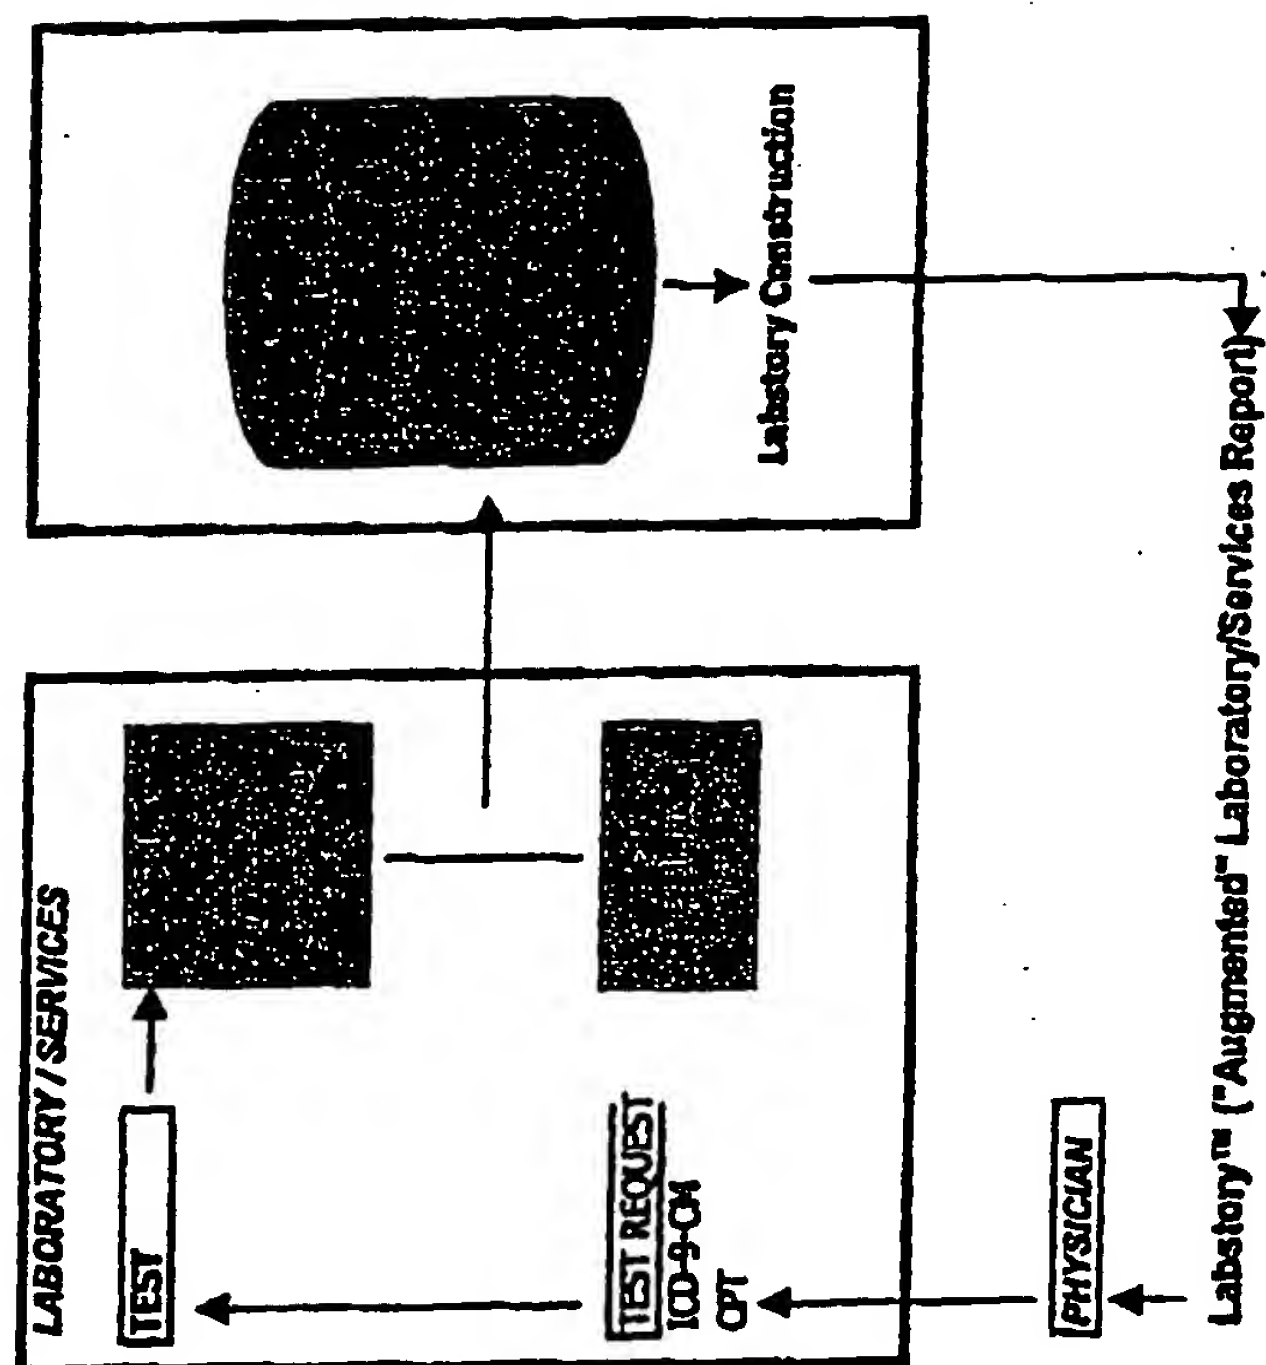 LABORATORY / SERVICES
TEST
TEST REQUEST
ICD-9-CM
CPT
PHYSICIAN
Labstory Construction
Labstory™ ("Augmented" Laboratory/Services Report)